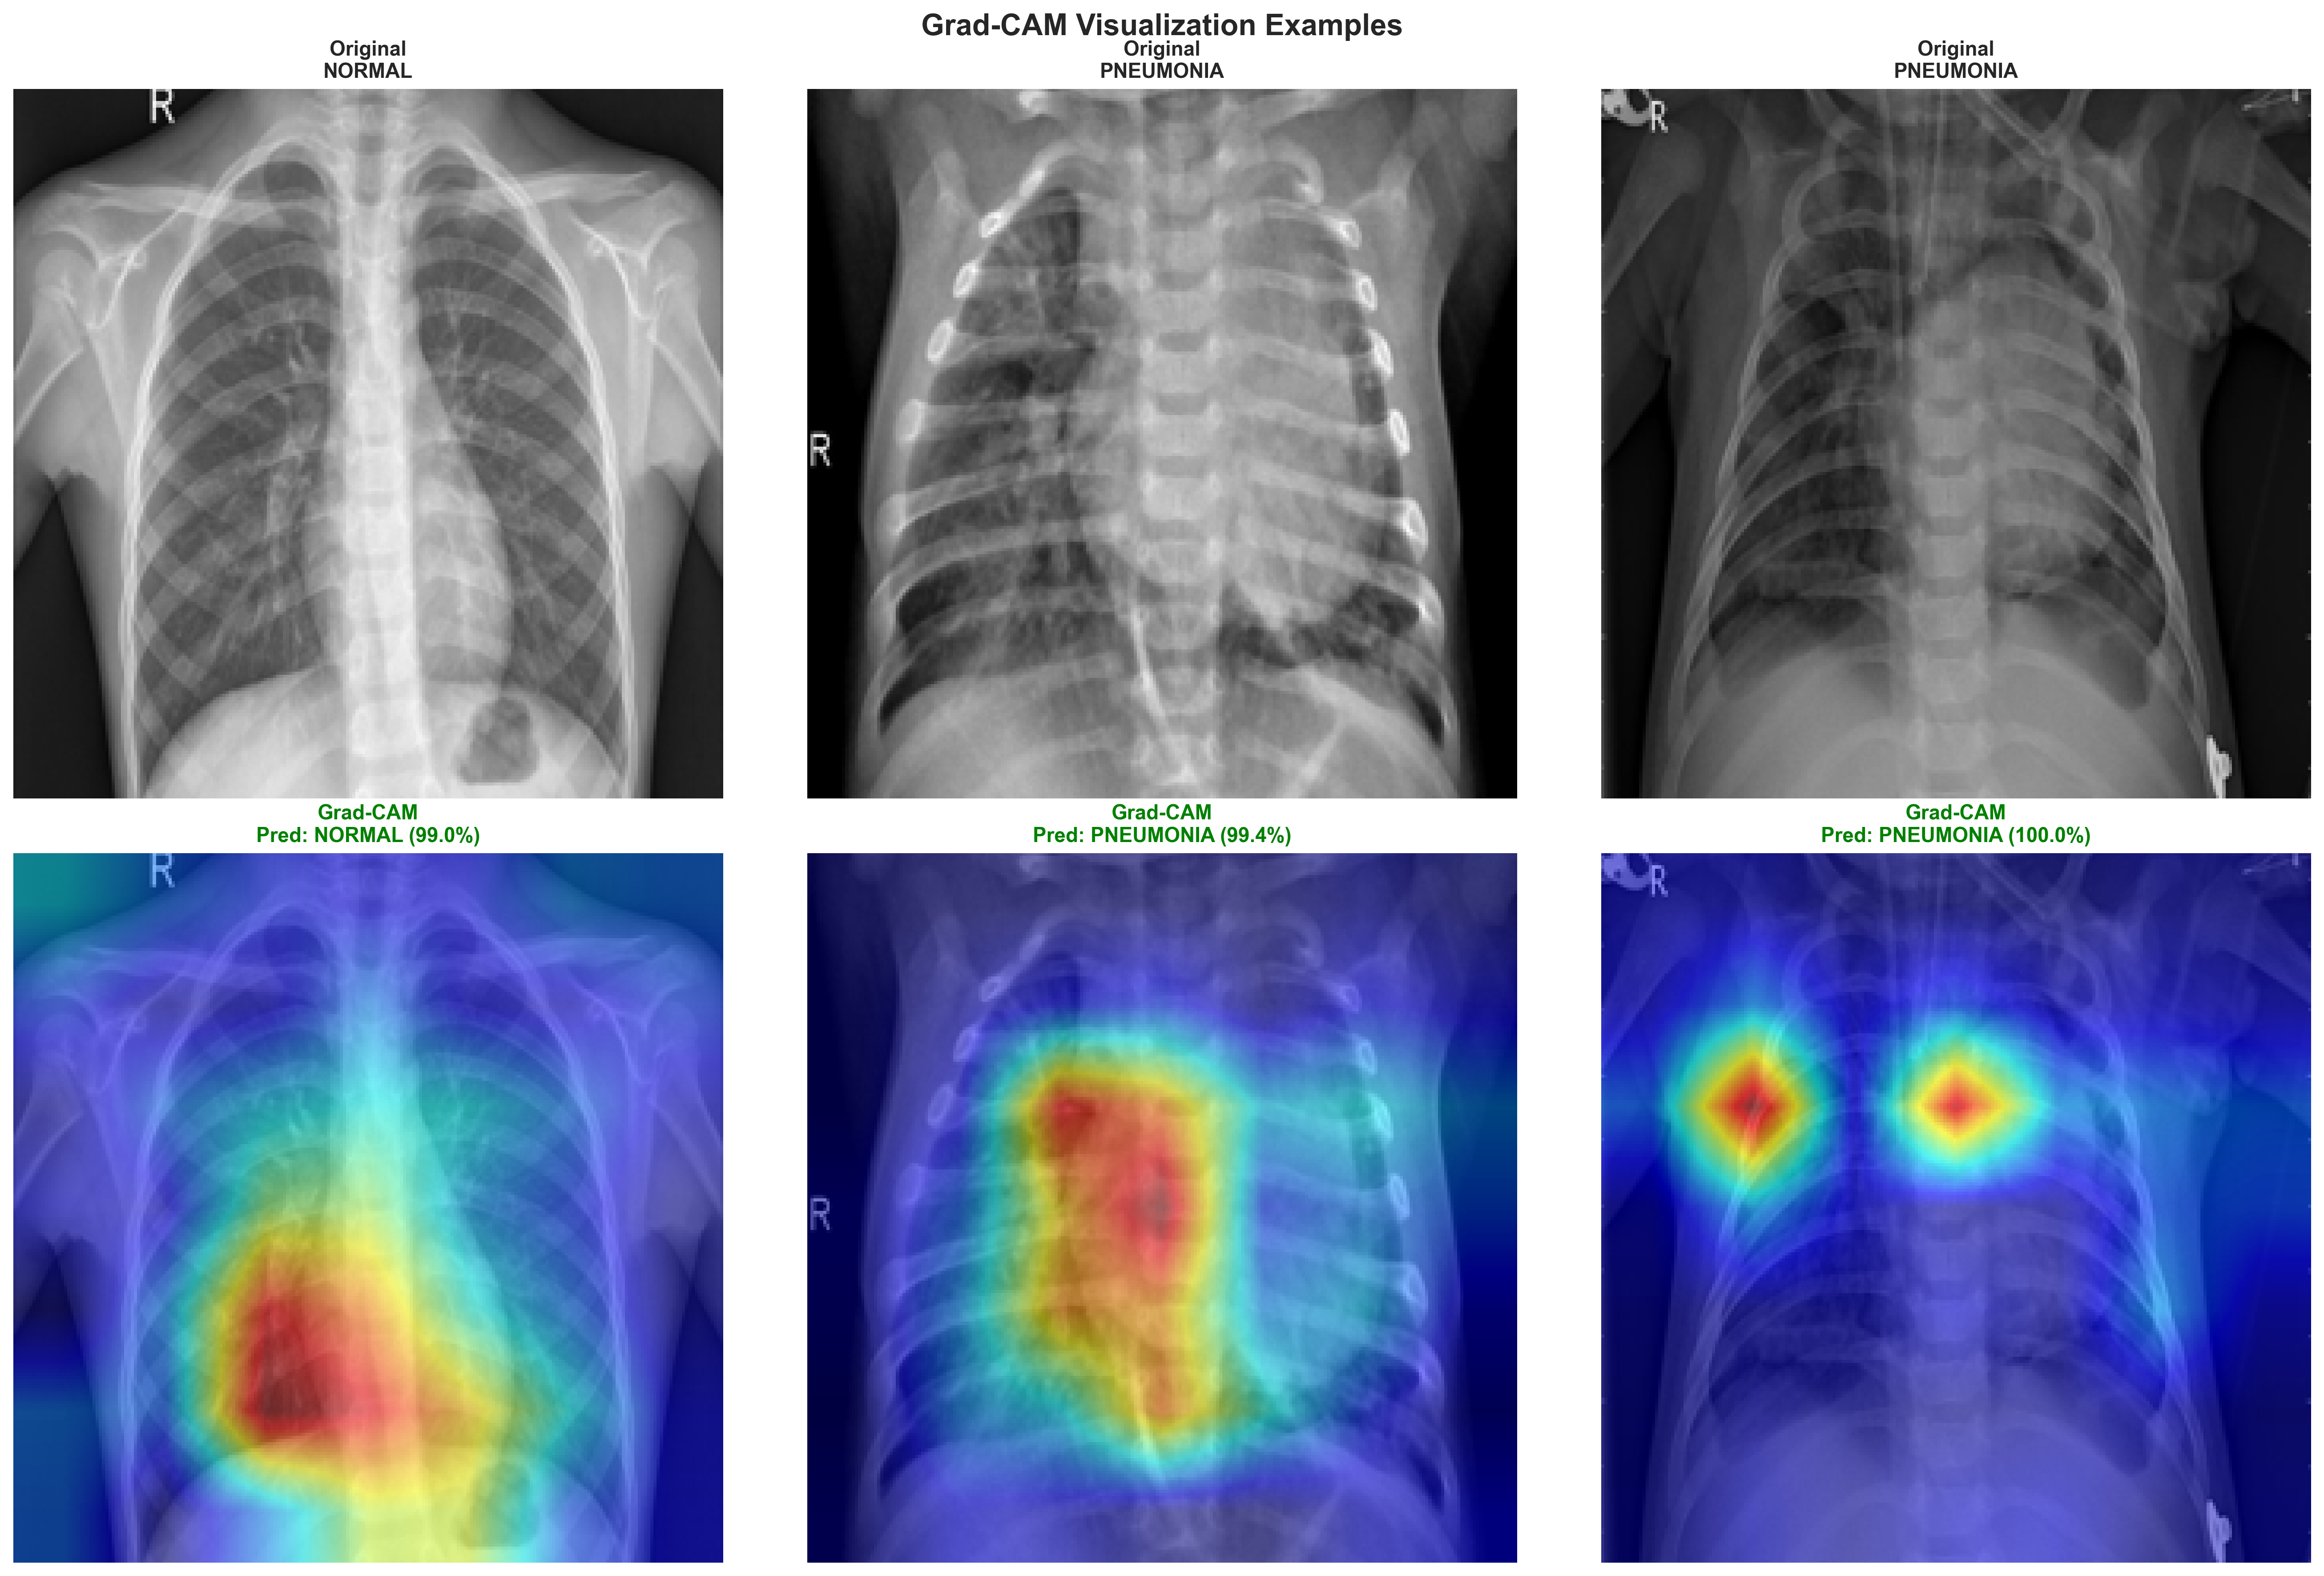 Grad-CAM Visualization Examples
Original
NORMAL
Original
PNEUMONIA
Original
PNEUMONIA
R
R
R
Grad-CAM
Pred: NORMAL (99.0%)
Grad-CAM
Pred: PNEUMONIA (99.4%)
Grad-CAM
Pred: PNEUMONIA (100.0%)
R
R
R